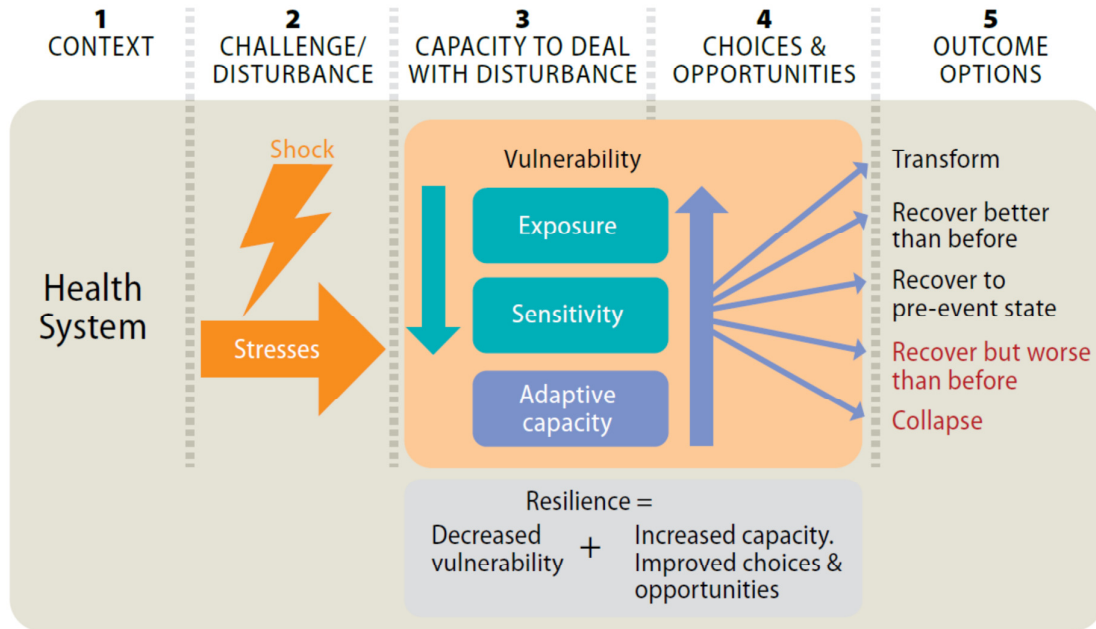 1
CONTEXT
2
CHALLENGE/
DISTURBANCE
3
CAPACITY TO DEAL
WITH DISTURBANCE
4
CHOICES &
OPPORTUNITIES
5
OUTCOME
OPTIONS
Health
System
Shock
Stresses
Vulnerability
Exposure
Sensitivity
Adaptive
capacity
Transform
Recover better
than before
Recover to
pre-event state
Recover but worse
than before
Collapse
Resilience =
Decreased
vulnerability
+
Increased capacity.
Improved choices &
opportunities